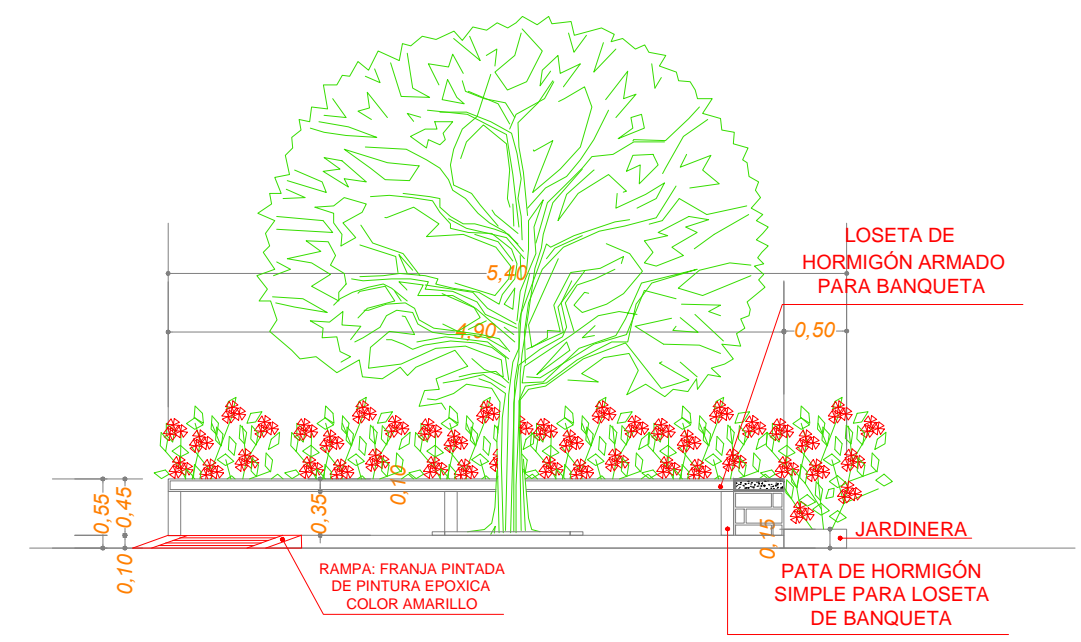 LOSETA DE
HORMIGÓN ARMADO
PARA BANQUETA
5,40
4,90
0,50
0,10
0,55
0,45
0,35
0,15
JARDINERA
0,10
RAMPA: FRANJA PINTADA
DE PINTURA EPOXICA
COLOR AMARILLO
PATA DE HORMIGÓN
SIMPLE PARA LOSETA
DE BANQUETA